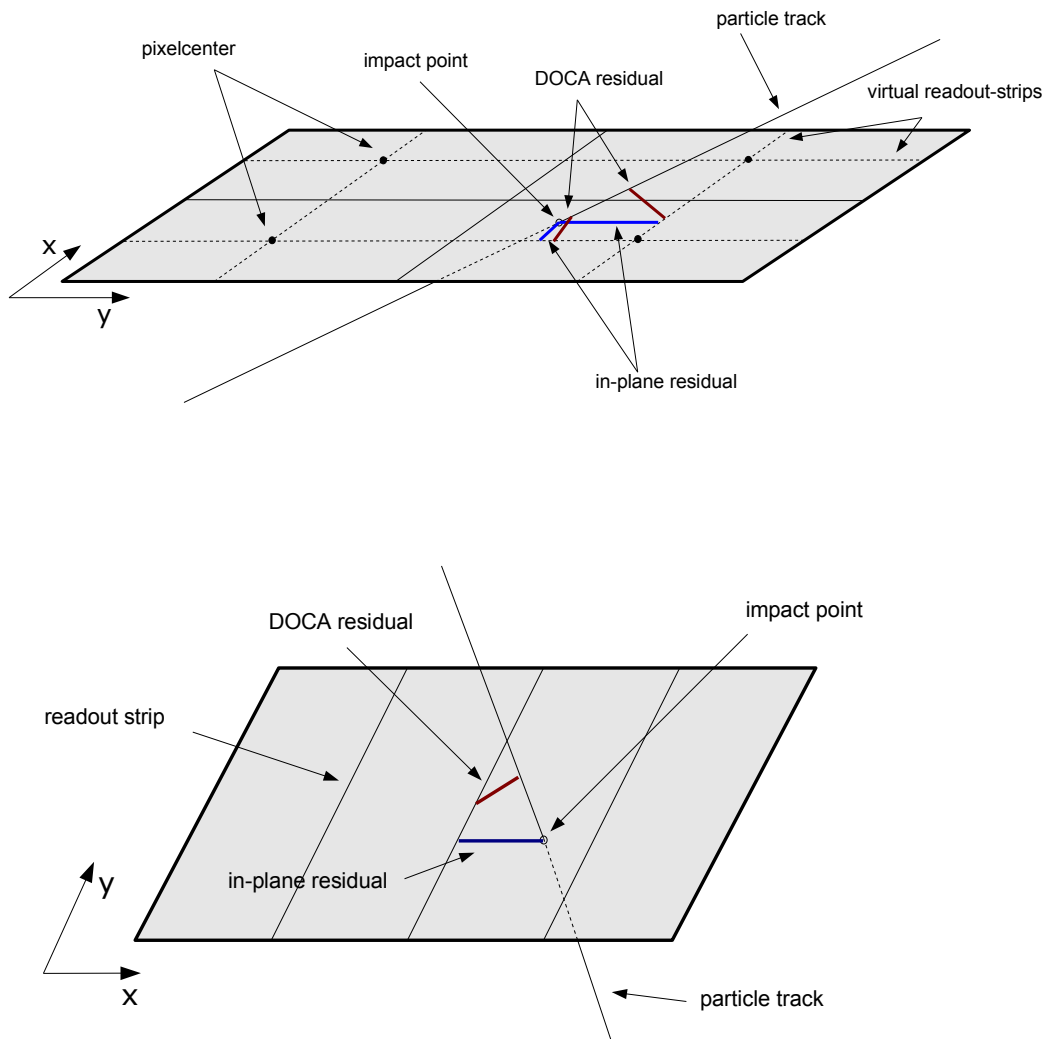 particle track
pixelcenter
impact point
DOCA residual
virtual readout-strips
x
y
in-plane residual
DOCA residual
impact point
readout strip
in-plane residual
y
x
particle track